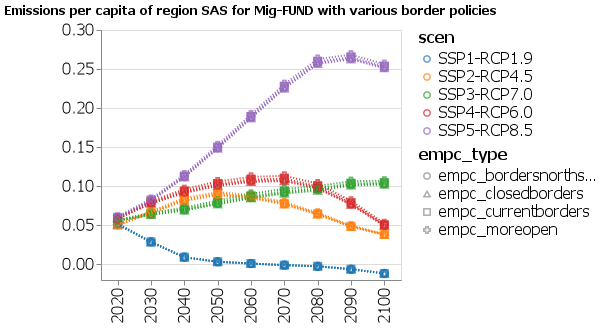 Emissions per capita of region SAS for Mig-FUND with various border policies
0.30
0.25
0.20
0.15
0.10
0.05
0.00
2020
2030
2040
2050
2060
2070
2080
2090
2100
scen
SSP1-RCP1.9
SSP2-RCP4.5
SSP3-RCP7.0
SSP4-RCP6.0
SSP5-RCP8.5
empc_type
empc_bordersnorths...
empc_closedborders
empc_currentborders
empc_moreopen